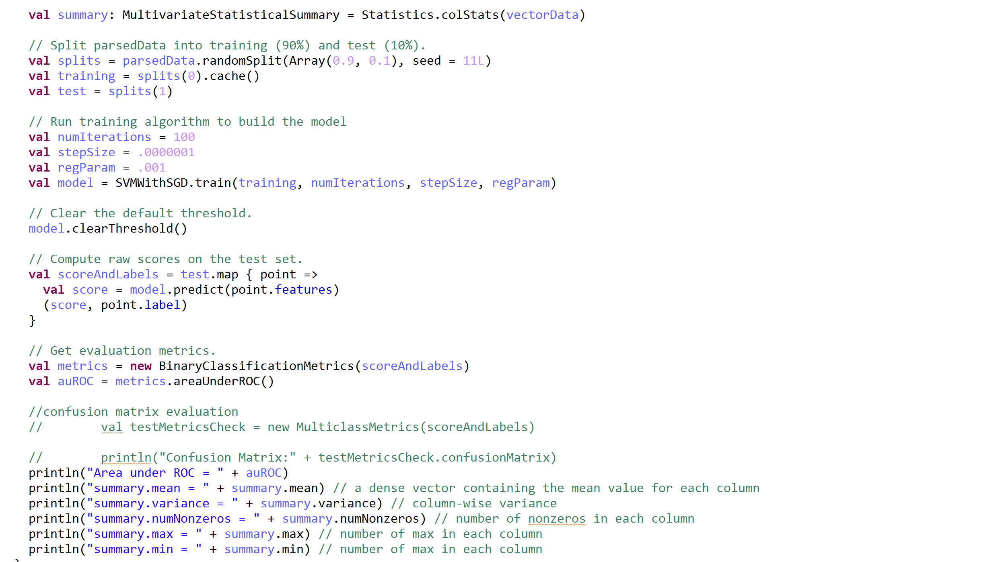 val summary: MultivariateStatisticalSummary = Statistics.colStats(vectorData)
// Split parsedData into training (90%) and test (10%).
val splits = parsedData.randomSplit(Array(0.9, 0.1), seed = 11L)
val training = splits(0).cache()
val test = splits(1)
// Run training algorithm to build the model
val numIterations = 100
val stepSize = .0000001
val regParam = .001
val model = SVMWithSGD.train(training, numIterations, stepSize, regParam)
// Clear the default threshold.
model.clearThreshold()
// Compute raw scores on the test set.
val scoreAndLabels = test.map { point =>
  val score = model.predict(point.features)
  (score, point.label)
}
// Get evaluation metrics.
val metrics = new BinaryClassificationMetrics(scoreAndLabels)
val auROC = metrics.areaUnderROC()
//confusion matrix evaluation
//        val testMetricsCheck = new MulticlassMetrics(scoreAndLabels)
//        println("Confusion Matrix:" + testMetricsCheck.confusionMatrix)
println("Area under ROC = " + auROC)
println("summary.mean = " + summary.mean) // a dense vector containing the mean value for each column
println("summary.variance = " + summary.variance) // column-wise variance
println("summary.numNonzeros = " + summary.numNonzeros) // number of nonzeros in each column
println("summary.max = " + summary.max) // number of max in each column
println("summary.min = " + summary.min) // number of max in each column